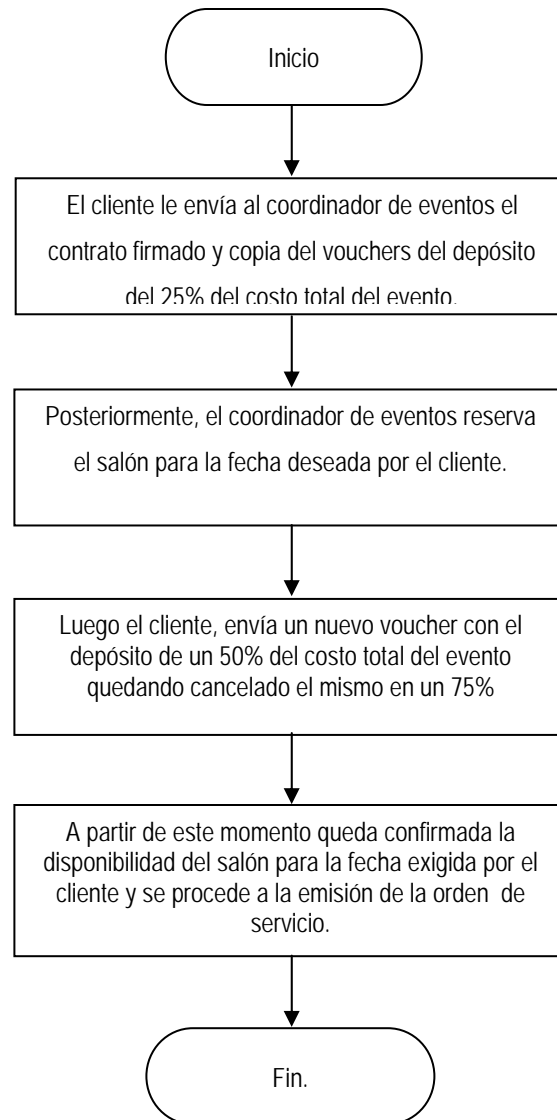 Inicio
El cliente le envía al coordinador de eventos el
contrato firmado y copia del vouchers del depósito
del 25% del costo total del evento.
Posteriormente, el coordinador de eventos reserva
el salón para la fecha deseada por el cliente.
Luego el cliente, envía un nuevo voucher con el
depósito de un 50% del costo total del evento
quedando cancelado el mismo en un 75%
A partir de este momento queda confirmada la
disponibilidad del salón para la fecha exigida por el
cliente y se procede a la emisión de la orden de
servicio.
Fin.